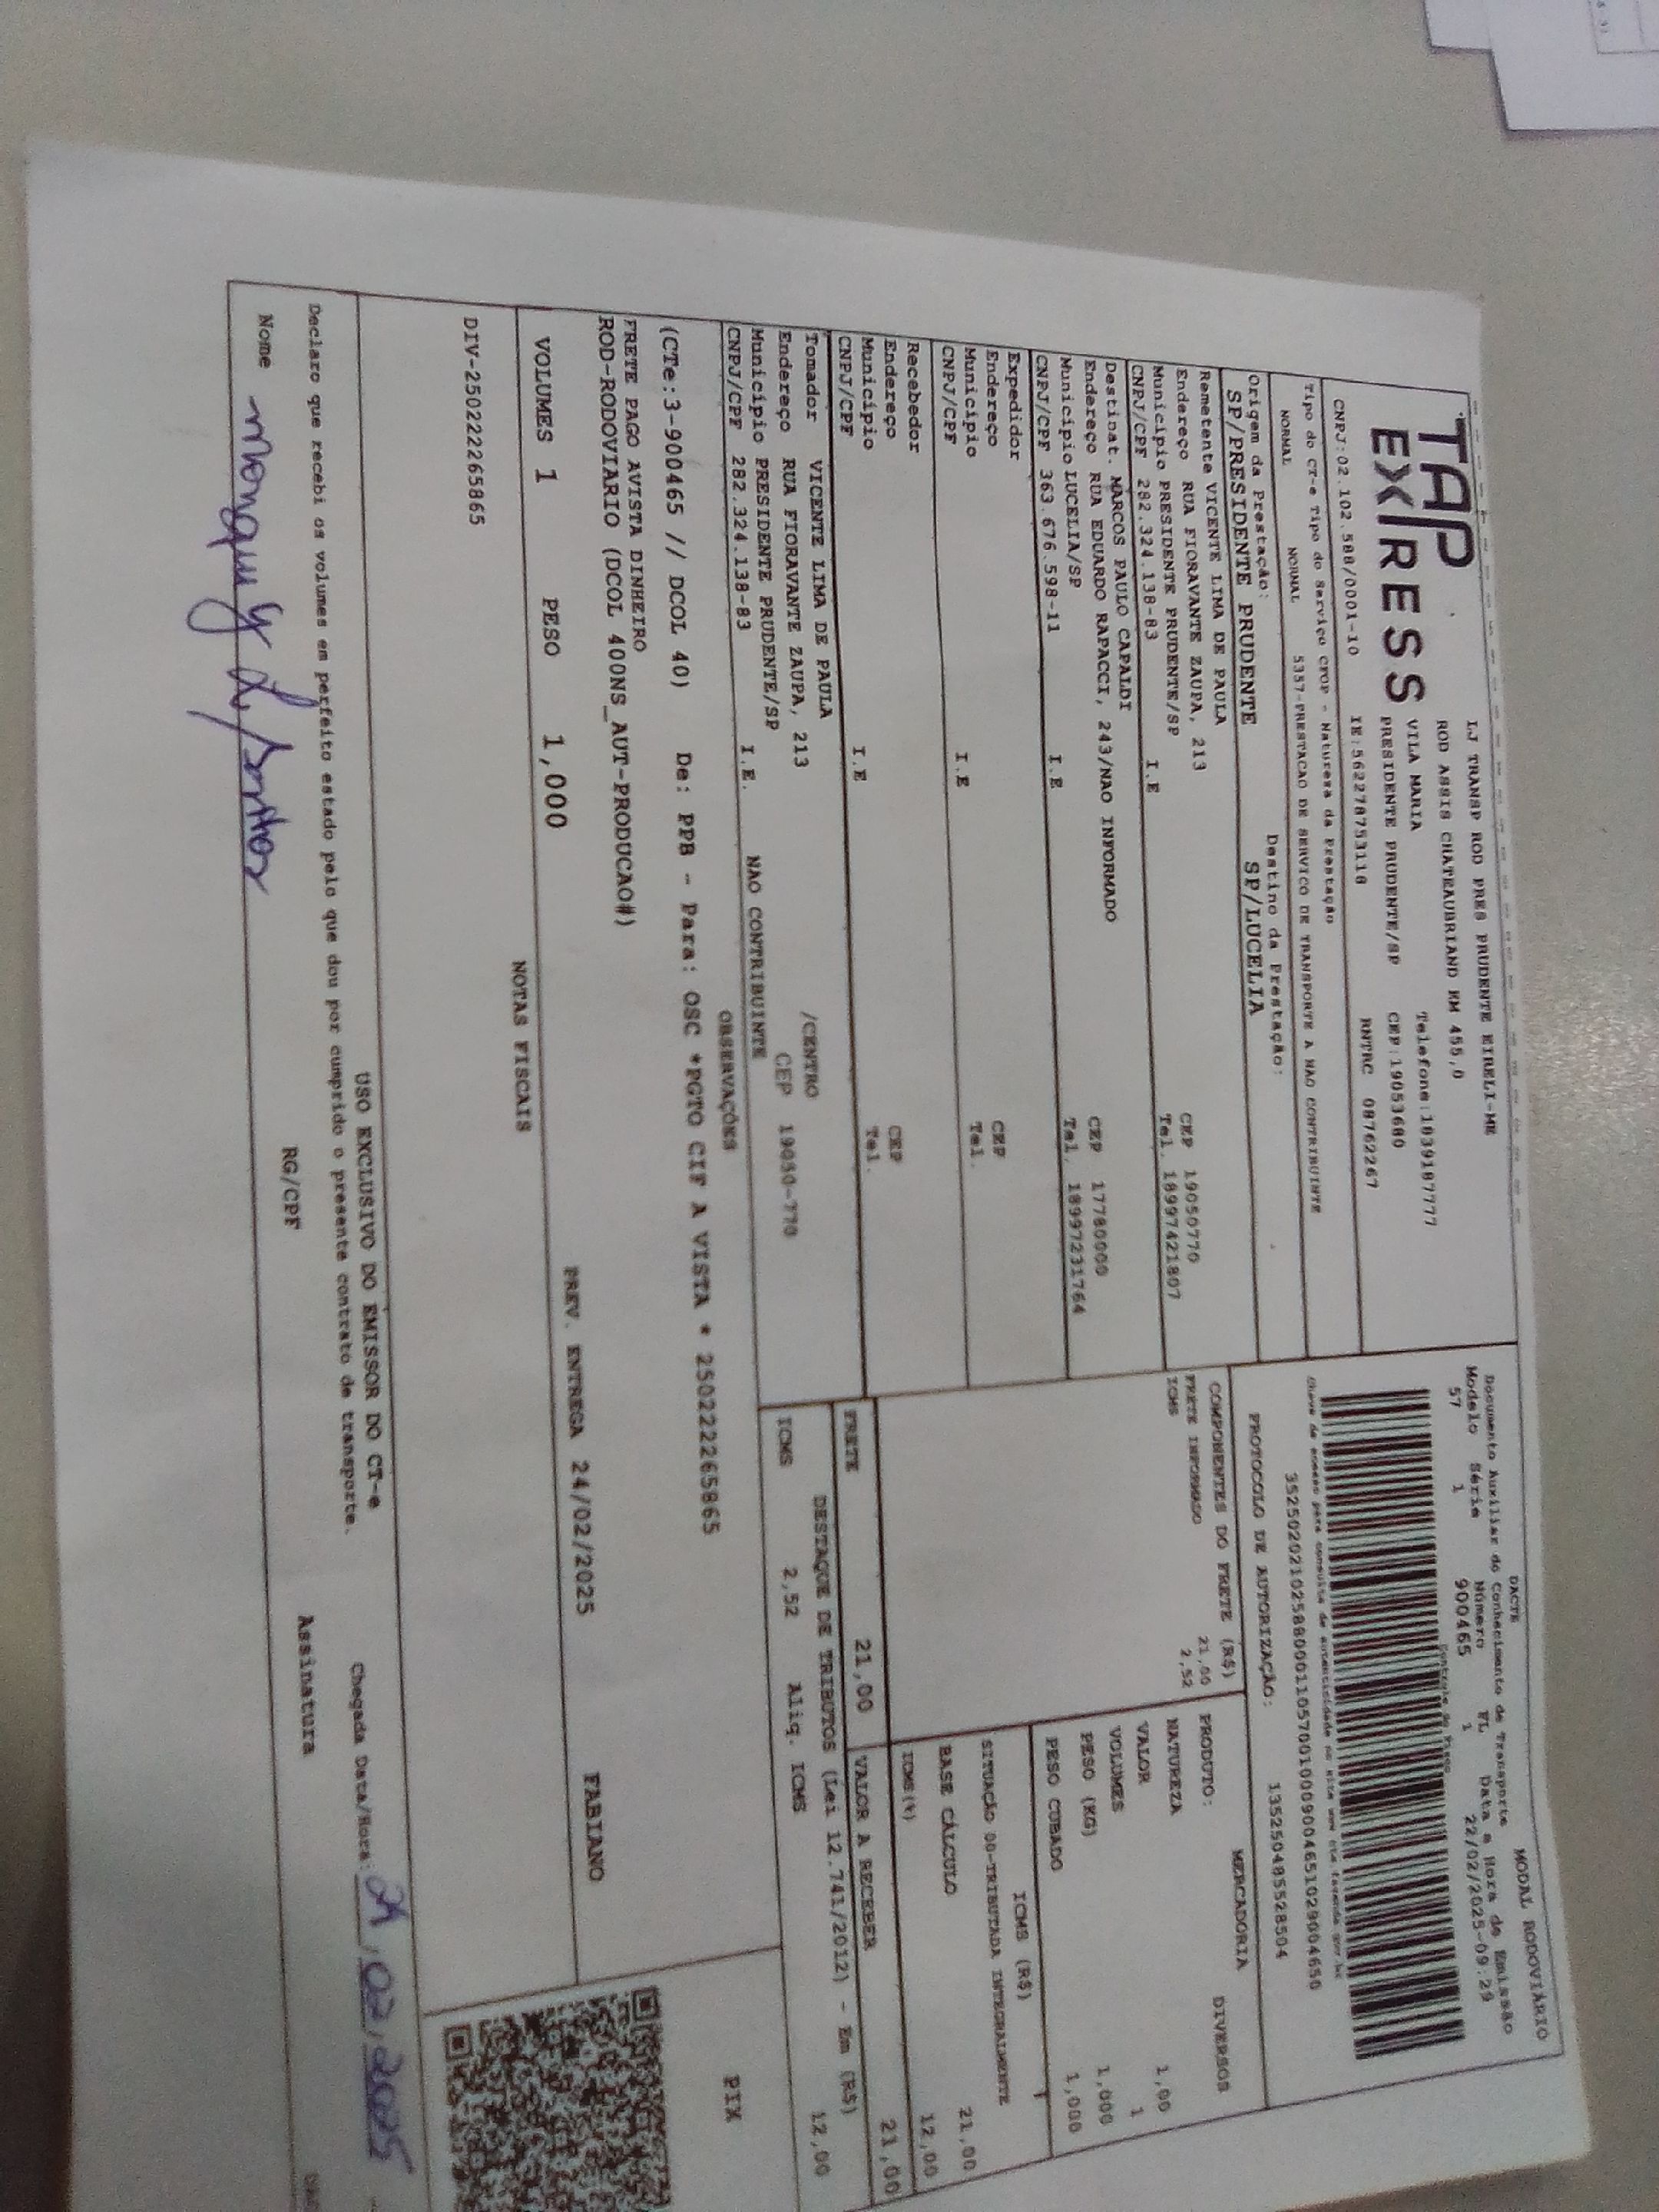 TAP
EXPRESS
LJ TRANSP ROD PRES PRUDENTE EIRELI-ME
ROD ASSIS CHATEAUBRIAND KM 455,0
VILA MARIA Telefone:1839187777
PRESIDENTE PRUDENTE/SP CEP:19053680
CNPJ:02.102.588/0001-10 IE:562278753118 RNTRC 08762267
DACTE MODAL RODOVIÁRIO
Documento Auxiliar do Conhecimento de Transporte
Modelo Série Número FL Data e Hora de Emissão
57 1 900465 1 22/02/2025-09:29
Controle do Fisco
Chave de acesso para consulta de autenticidade no site
35250202102588000110570010009004651029004650
PROTOCOLO DE AUTORIZAÇÃO: 135250485528504
Tipo do CT-e Tipo do Serviço CFOP - Natureza da Prestação
NORMAL NORMAL 5357-PRESTACAO DE SERVICO DE TRANSPORTE A NAO CONTRIBUINTE
Origem da Prestação: Destino da Prestação:
SP/PRESIDENTE PRUDENTE SP/LUCELIA
Remetente VICENTE LIMA DE PAULA
Endereço RUA FIORAVANTE ZAUPA, 213 CEP 19050770
Município PRESIDENTE PRUDENTE/SP Tel. 18997421807
CNPJ/CPF 282.324.138-83 I.E
Destinat. MARCOS PAULO CAPALDI
Endereço RUA EDUARDO RAPACCI, 243/NAO INFORMADO CEP 17780000
Município LUCELIA/SP Tel. 18997231764
CNPJ/CPF 363.676.598-11 I.E
Expedidor
Endereço CEP
Município Tel.
CNPJ/CPF I.E
Recebedor
Endereço CEP
Município Tel.
CNPJ/CPF I.E
Tomador VICENTE LIMA DE PAULA /CENTRO
Endereço RUA FIORAVANTE ZAUPA, 213 CEP 19050-770
Município PRESIDENTE PRUDENTE/SP
CNPJ/CPF 282.324.138-83 I.E. NAO CONTRIBUINTE
COMPONENTES DO FRETE (R$)
FRETE INFORMADO 21,00
ICMS 2,52
MERCADORIA
PRODUTO: DIVERSOS
NATUREZA
VALOR 1,00
VOLUMES 1
PESO (KG) 1,000
PESO CUBADO 1,000
ICMS (R$)
SITUAÇÃO 00-TRIBUTADA INTEGRALMENTE
BASE CÁLCULO 21,00
ICMS(%) 12,00
FRETE 21,00 VALOR A RECEBER 21,00
DESTAQUE DE TRIBUTOS (Lei 12.741/2012) - Em (R$)
ICMS 2,52 Aliq. ICMS 12,00
OBSERVAÇÕES
(CTe:3-900465 // DCOL 40) De: PPB - Para: OSC *PGTO CIF A VISTA * 250222265865
FRETE PAGO AVISTA DINHEIRO
ROD-RODOVIARIO (DCOL 400NS_AUT-PRODUCAO#)
PIX
VOLUMES 1 PESO 1,000 PREV. ENTREGA 24/02/2025 FABIANO
NOTAS FISCAIS
DIV-250222265865
USO EXCLUSIVO DO EMISSOR DO CT-e
Declaro que recebi os volumes em perfeito estado pelo que dou por cumprido o presente contrato de transporte. Chegada Data/Hora: 24,02,2025
Nome RG/CPF Assinatura